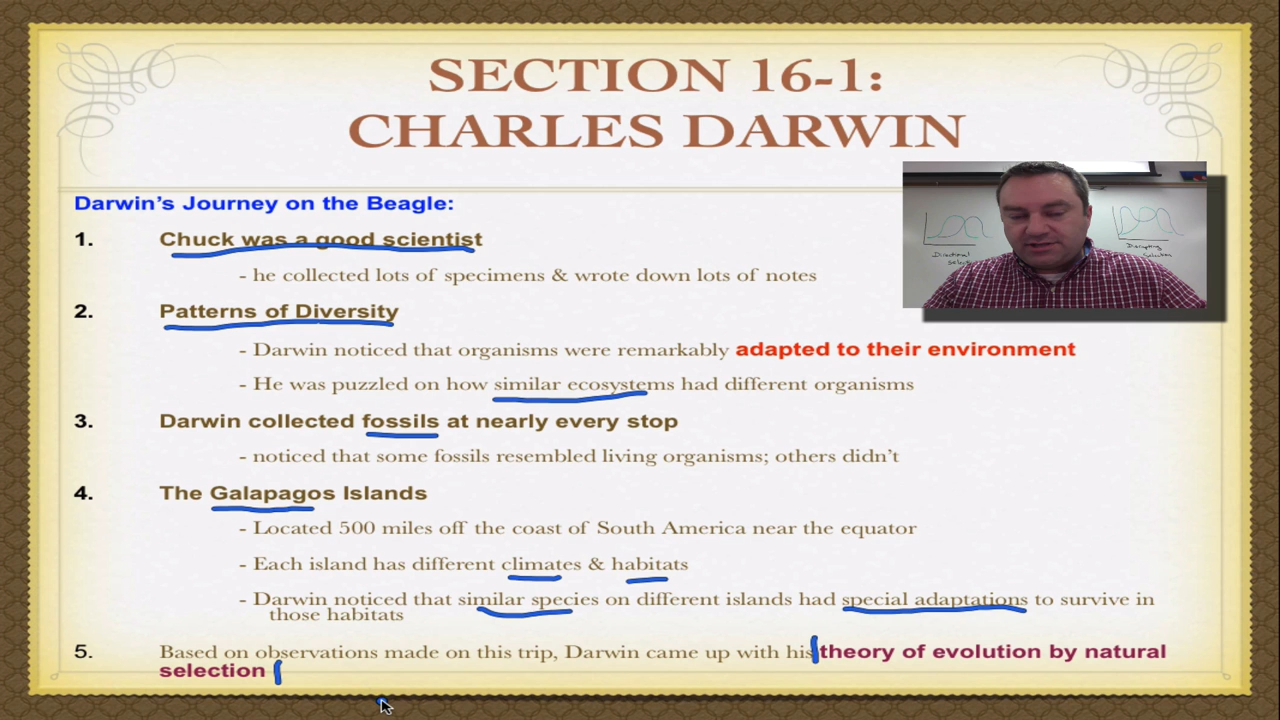 SECTION 16-1:
CHARLES DARWIN
Darwin's Journey on the Beagle:
1. Chuck was a good scientist
- he collected lots of specimens & wrote down lots of notes
2. Patterns of Diversity
- Darwin noticed that organisms were remarkably adapted to their environment
- He was puzzled on how similar ecosystems had different organisms
3. Darwin collected fossils at nearly every stop
- noticed that some fossils resembled living organisms; others didn't
4. The Galapagos Islands
- Located 500 miles off the coast of South America near the equator
- Each island has different climates & habitats
- Darwin noticed that similar species on different islands had special adaptations to survive in
those habitats
5. Based on observations made on this trip, Darwin came up with his theory of evolution by natural
selection
Directional
Disrupting
Selection